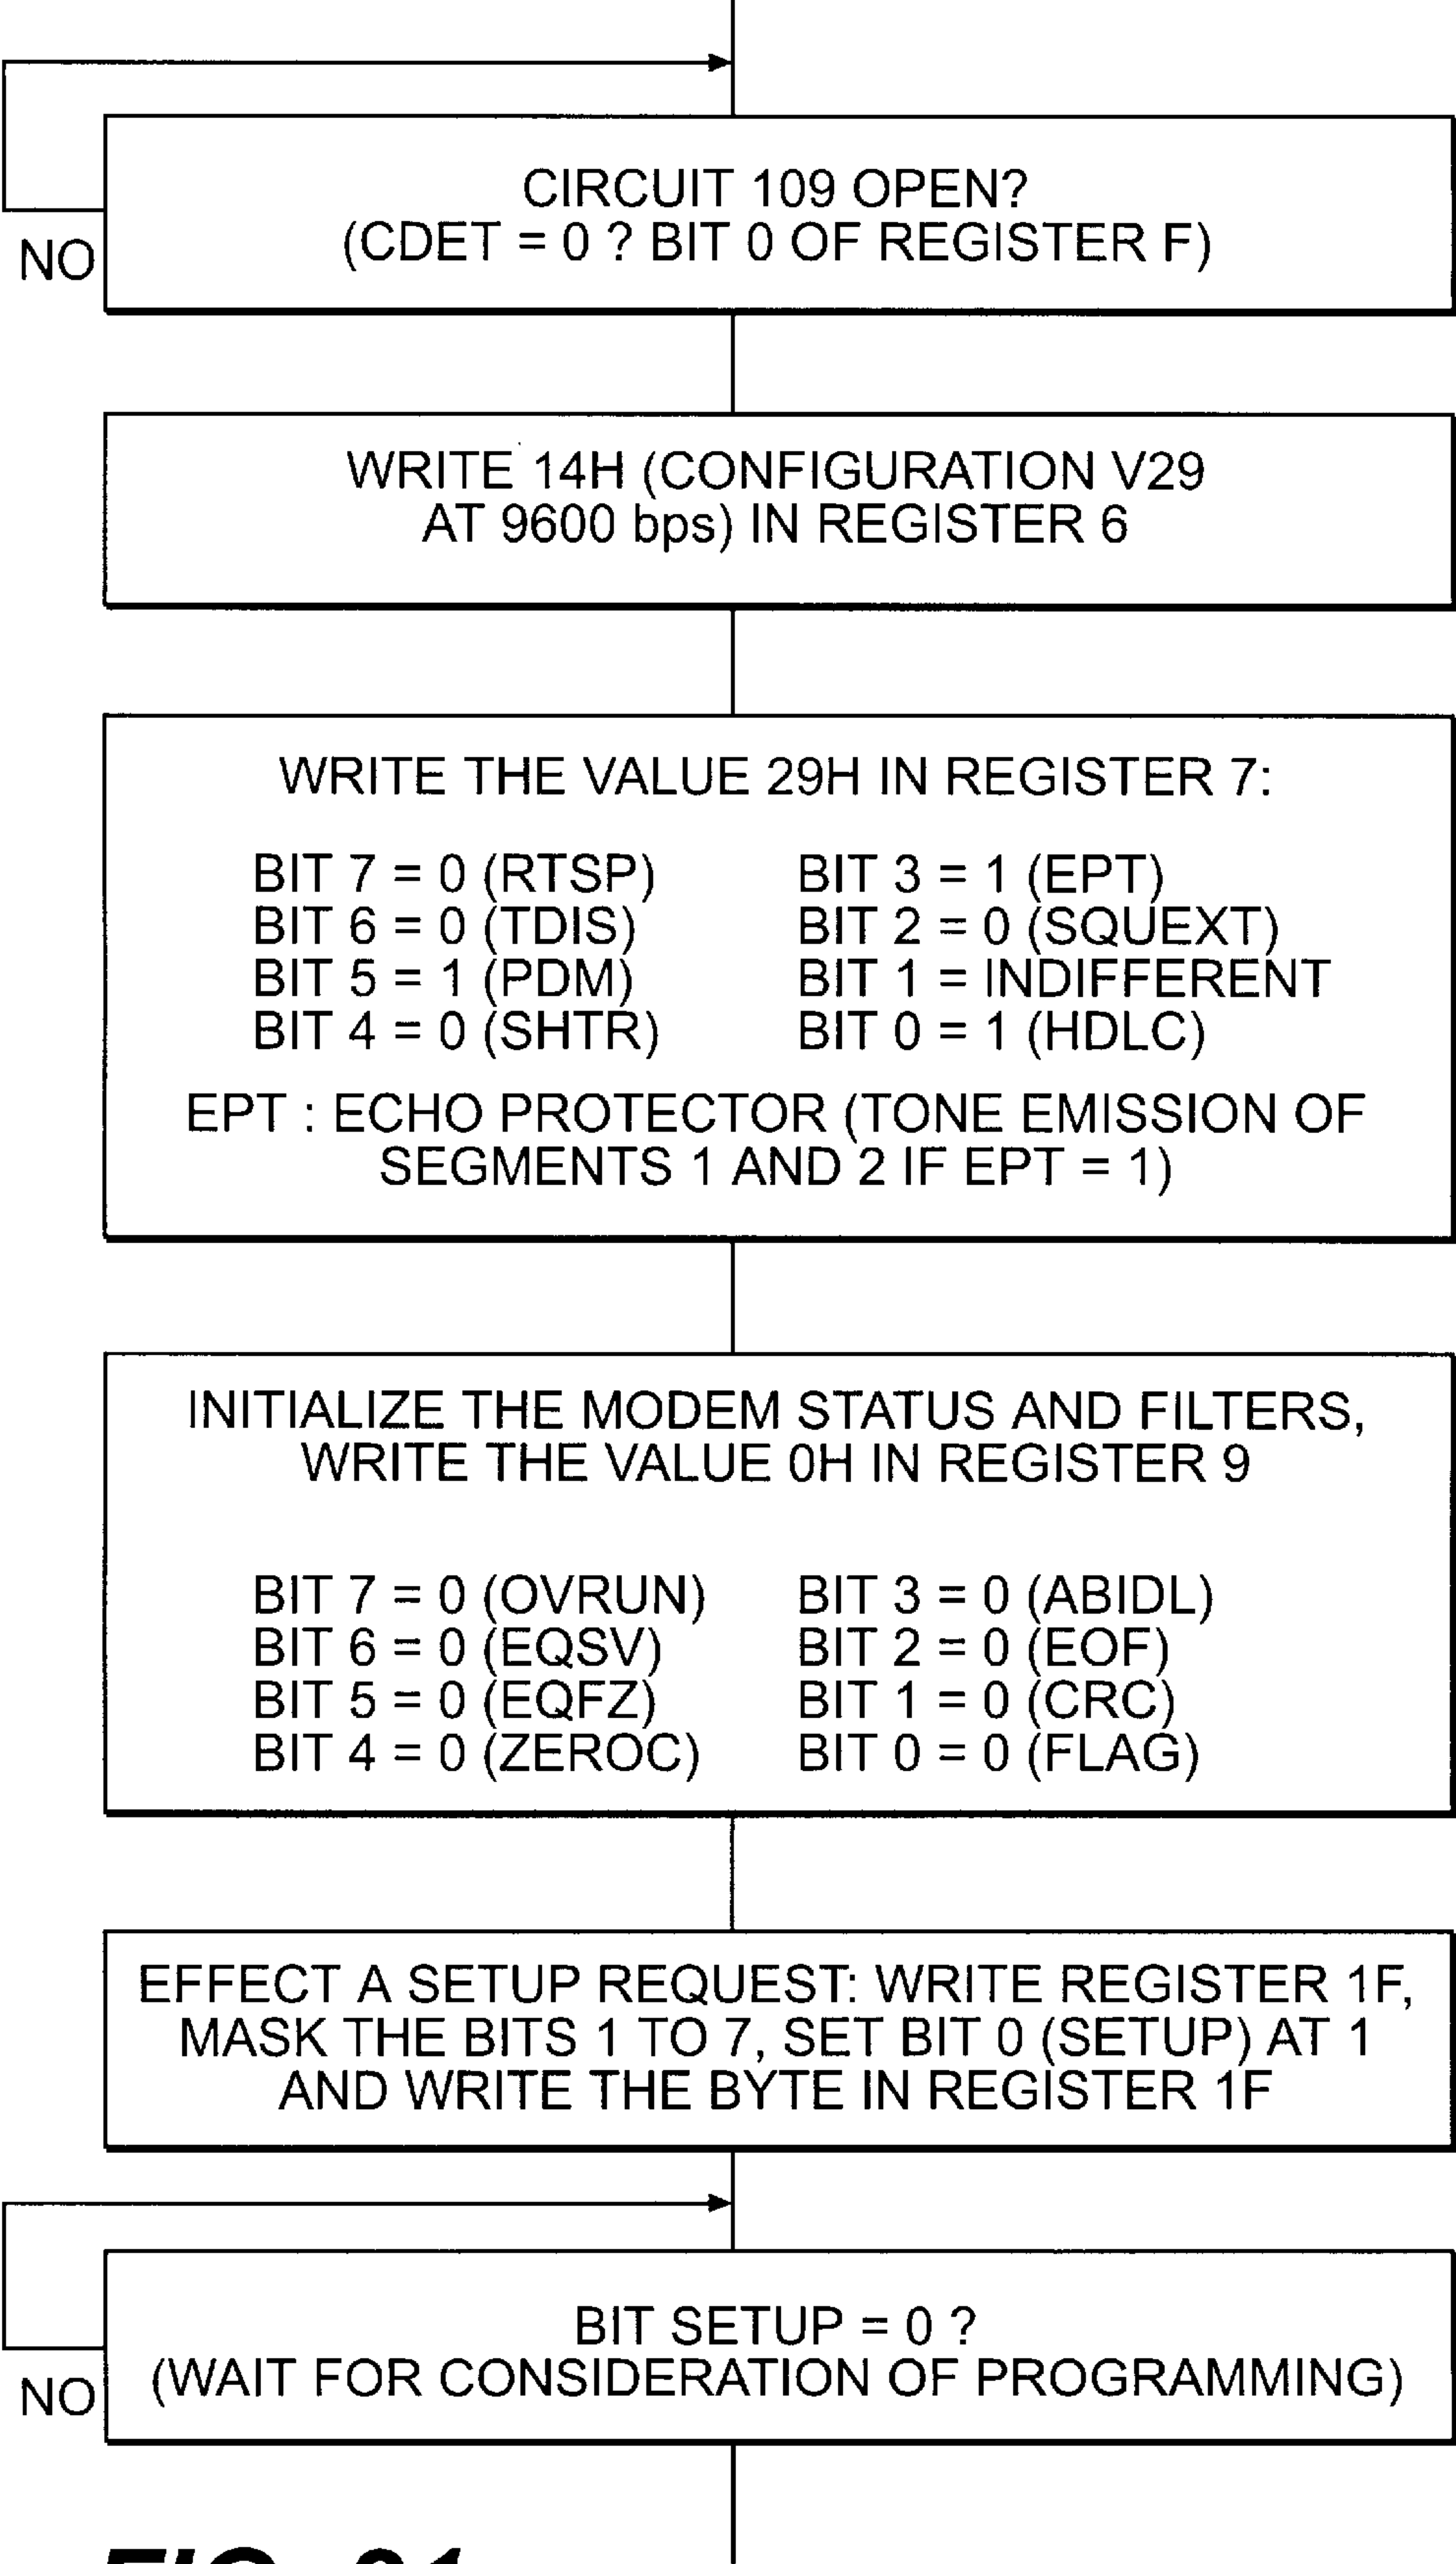 CIRCUIT 109 OPEN?
(CDET = 0 ? BIT 0 OF REGISTER F)
NO
WRITE 14H (CONFIGURATION V29
AT 9600 bps) IN REGISTER 6
WRITE THE VALUE 29H IN REGISTER 7:
BIT 7 = 0 (RTSP) BIT 3 = 1 (EPT)
BIT 6 = 0 (TDIS) BIT 2 = 0 (SQUEXT)
BIT 5 = 1 (PDM) BIT 1 = INDIFFERENT
BIT 4 = 0 (SHTR) BIT 0 = 1 (HDLC)
EPT : ECHO PROTECTOR (TONE EMISSION OF
SEGMENTS 1 AND 2 IF EPT = 1)
INITIALIZE THE MODEM STATUS AND FILTERS,
WRITE THE VALUE 0H IN REGISTER 9
BIT 7 = 0 (OVRUN) BIT 3 = 0 (ABIDL)
BIT 6 = 0 (EQSV) BIT 2 = 0 (EOF)
BIT 5 = 0 (EQFZ) BIT 1 = 0 (CRC)
BIT 4 = 0 (ZEROC) BIT 0 = 0 (FLAG)
EFFECT A SETUP REQUEST: WRITE REGISTER 1F,
MASK THE BITS 1 TO 7, SET BIT 0 (SETUP) AT 1
AND WRITE THE BYTE IN REGISTER 1F
BIT SETUP = 0 ?
(WAIT FOR CONSIDERATION OF PROGRAMMING)
NO